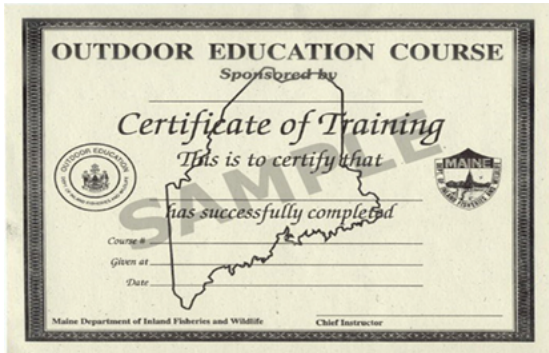 OUTDOOR EDUCATION COURSE
Sponsored by
Certificate of Training
This is to certify that
OUTDOOR EDUCATION
MAINE
SAMPLE
has successfully completed
Course #
Given at
Date
Maine Department of Inland Fisheries and Wildlife
Chief Instructor